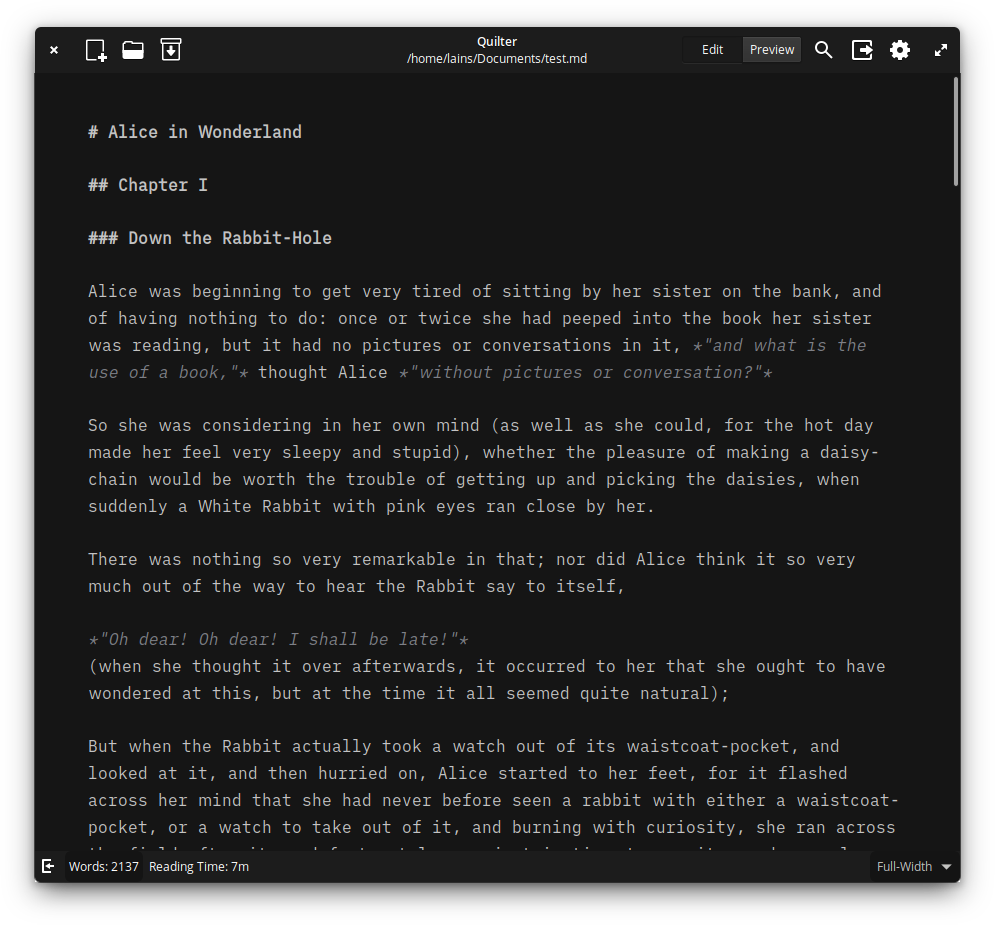 Quilter
/home/lains/Documents/test.md
Edit
Preview
# Alice in Wonderland
## Chapter I
### Down the Rabbit-Hole
Alice was beginning to get very tired of sitting by her sister on the bank, and
of having nothing to do: once or twice she had peeped into the book her sister
was reading, but it had no pictures or conversations in it, *"and what is the
use of a book,"* thought Alice *"without pictures or conversation?"*
So she was considering in her own mind (as well as she could, for the hot day
made her feel very sleepy and stupid), whether the pleasure of making a daisy-
chain would be worth the trouble of getting up and picking the daisies, when
suddenly a White Rabbit with pink eyes ran close by her.
There was nothing so very remarkable in that; nor did Alice think it so very
much out of the way to hear the Rabbit say to itself,
*"Oh dear! Oh dear! I shall be late!"*
(when she thought it over afterwards, it occurred to her that she ought to have
wondered at this, but at the time it all seemed quite natural);
But when the Rabbit actually took a watch out of its waistcoat-pocket, and
looked at it, and then hurried on, Alice started to her feet, for it flashed
across her mind that she had never before seen a rabbit with either a waistcoat-
pocket, or a watch to take out of it, and burning with curiosity, she ran across
Words: 2137
Reading Time: 7m
Full-Width